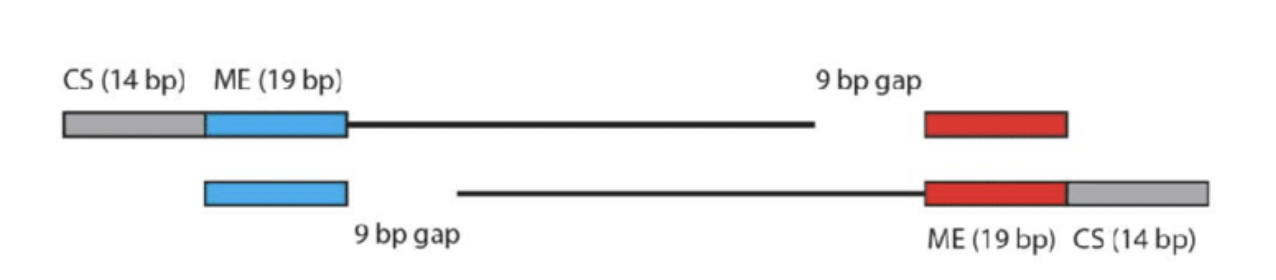 CS (14 bp) ME (19 bp)
9 bp gap
9 bp gap
ME (19 bp) CS (14 bp)